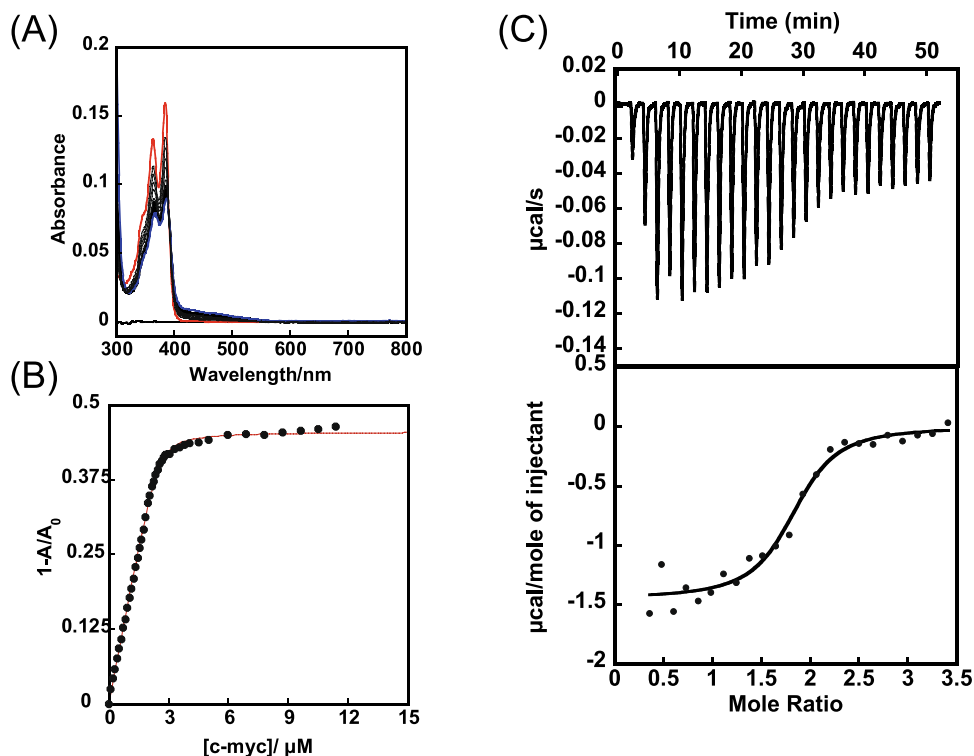 (A)
0.2
0.15
0.1
0.05
0
Absorbance
300 400 500 600 700 800
Wavelength/nm
(B)
0.5
0.375
0.25
0.125
0
1-A/A0
0 3 6 9 12 15
[c-myc]/ µM
(C)
Time (min)
0 10 20 30 40 50
0.02
0
-0.02
-0.04
-0.06
-0.08
-0.1
-0.12
-0.14
µcal/s
0.5
0
-0.5
-1
-1.5
-2
µcal/mole of injectant
0 0.5 1 1.5 2 2.5 3 3.5
Mole Ratio